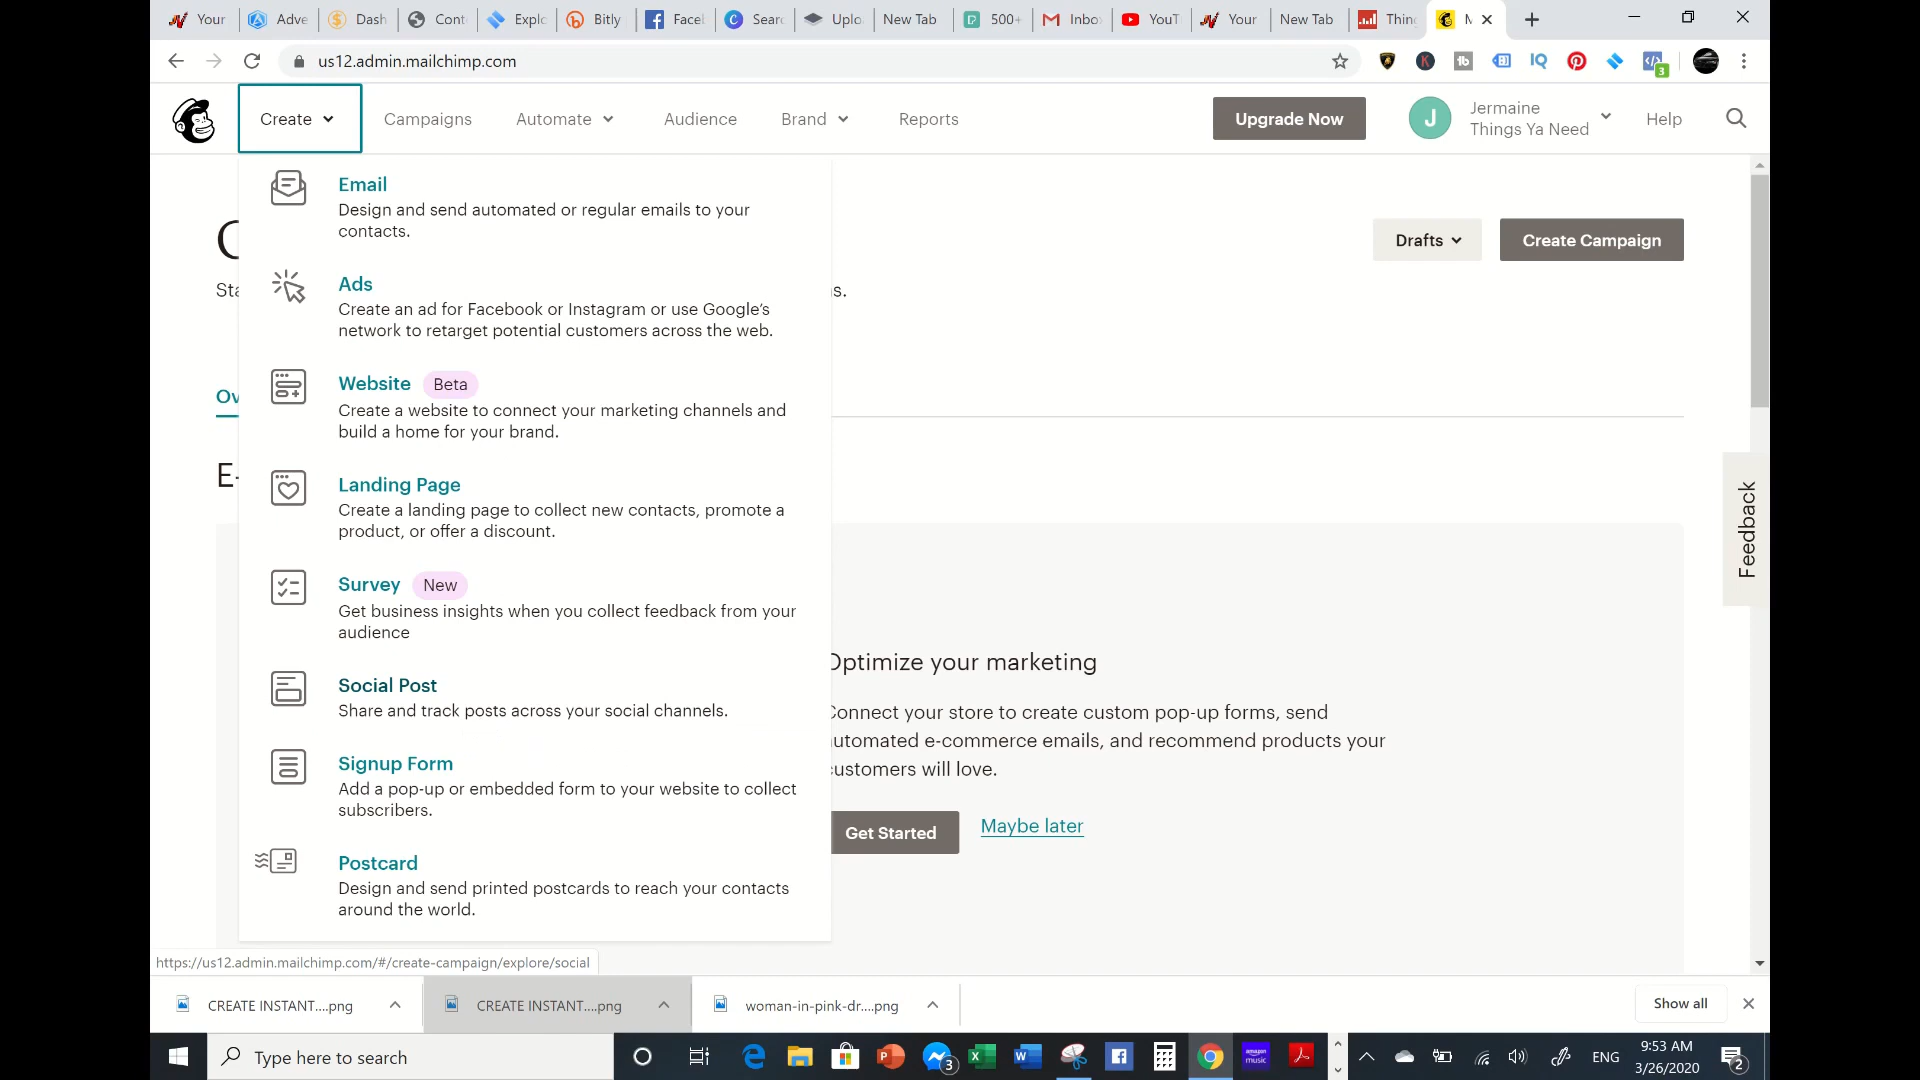 Your
Adve
Dash
Cont
Explo
Bitly
Facel
Searc
Uplo
New Tab
500+
Inbo
YouT
Your
New Tab
Thing
us12.admin.mailchimp.com
3
Create
Campaigns
Automate
Audience
Brand
Reports
Upgrade Now
J
Jermaine
Things Ya Need
Help
Email
Design and send automated or regular emails to your
contacts.
Ads
Create an ad for Facebook or Instagram or use Google's
network to retarget potential customers across the web.
Website Beta
Create a website to connect your marketing channels and
build a home for your brand.
Landing Page
Create a landing page to collect new contacts, promote a
product, or offer a discount.
Survey New
Get business insights when you collect feedback from your
audience
Social Post
Share and track posts across your social channels.
Signup Form
Add a pop-up or embedded form to your website to collect
subscribers.
Postcard
Design and send printed postcards to reach your contacts
around the world.
Sta
s.
Drafts
Create Campaign
Ov
E-
Feedback
Optimize your marketing
Connect your store to create custom pop-up forms, send
automated e-commerce emails, and recommend products your
customers will love.
Get Started
Maybe later
https://us12.admin.mailchimp.com/#/create-campaign/explore/social
CREATE INSTANT....png
CREATE INSTANT....png
woman-in-pink-dr....png
Show all
Type here to search
3
ENG
9:53 AM
3/26/2020
2